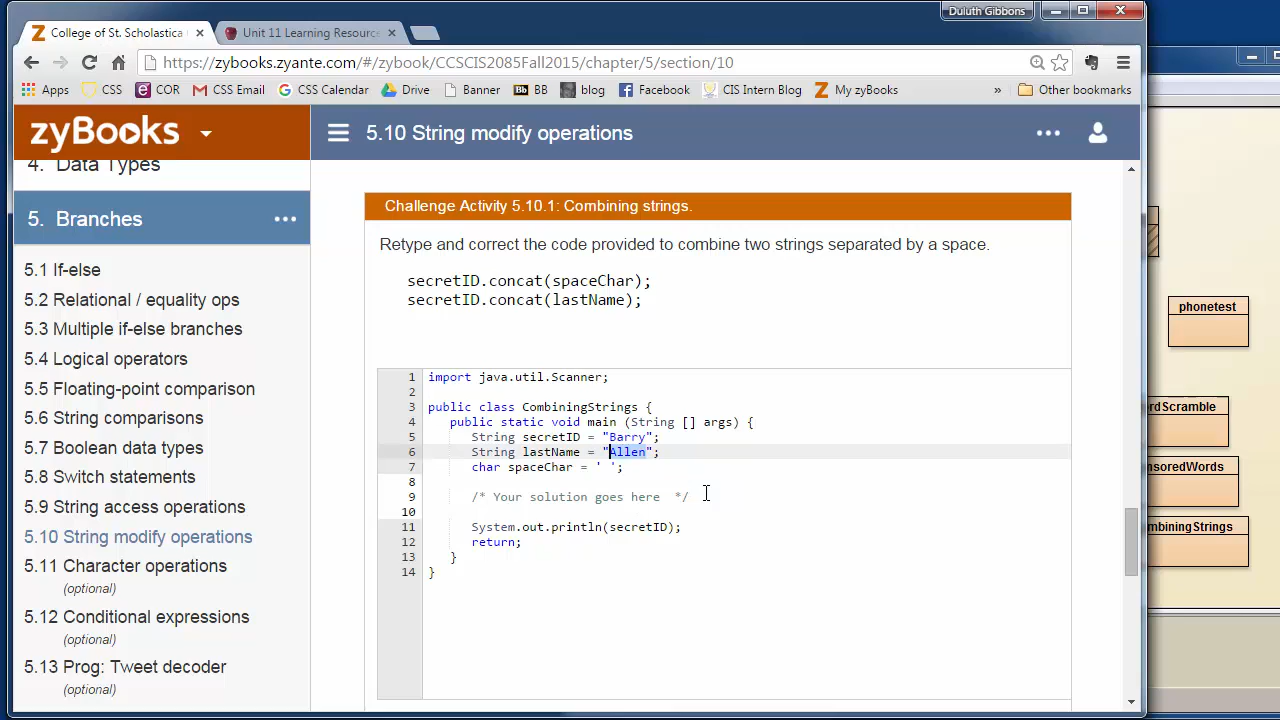 Duluth Gibbons
College of St. Scholastica
Unit 11 Learning Resource
https://zybooks.zyante.com/#/zybook/CCSCIS2085Fall2015/chapter/5/section/10
Apps CSS COR CSS Email CSS Calendar Drive Banner Bb BB blog Facebook CIS Intern Blog My zyBooks » Other bookmarks
zyBooks
5.10 String modify operations
4. Data Types
5. Branches
5.1 If-else
5.2 Relational / equality ops
5.3 Multiple if-else branches
5.4 Logical operators
5.5 Floating-point comparison
5.6 String comparisons
5.7 Boolean data types
5.8 Switch statements
5.9 String access operations
5.10 String modify operations
5.11 Character operations
(optional)
5.12 Conditional expressions
(optional)
5.13 Prog: Tweet decoder
(optional)
Challenge Activity 5.10.1: Combining strings.
Retype and correct the code provided to combine two strings separated by a space.
secretID.concat(spaceChar);
secretID.concat(lastName);
1 import java.util.Scanner;
2
3 public class CombiningStrings {
4 public static void main (String [] args) {
5 String secretID = "Barry";
6 String lastName = "Allen";
7 char spaceChar = ' ';
8
9 /* Your solution goes here */
10
11 System.out.println(secretID);
12 return;
13 }
14 }
phonetest
rdScramble
nsoredWords
mbiningStrings